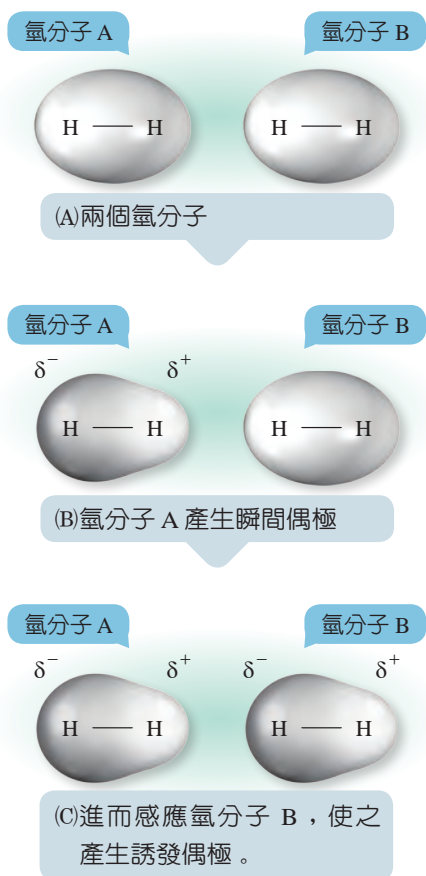 氫分子 A 氫分子 B
H — H H — H
(A)兩個氫分子
氫分子 A 氫分子 B
δ⁻ δ⁺
H — H H — H
(B)氫分子 A 產生瞬間偶極
氫分子 A 氫分子 B
δ⁻ δ⁺ δ⁻ δ⁺
H — H H — H
(C)進而感應氫分子 B，使之
產生誘發偶極。